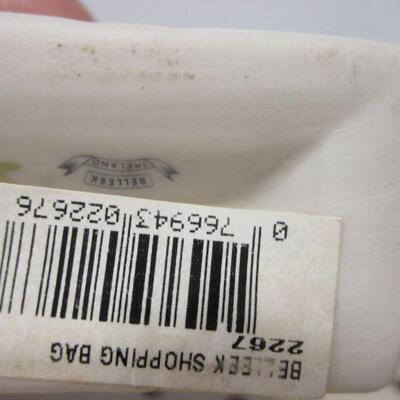 BELLEEK SHOPPING BAG
2267
0 766943 022676
BELLEEK
IRELAND